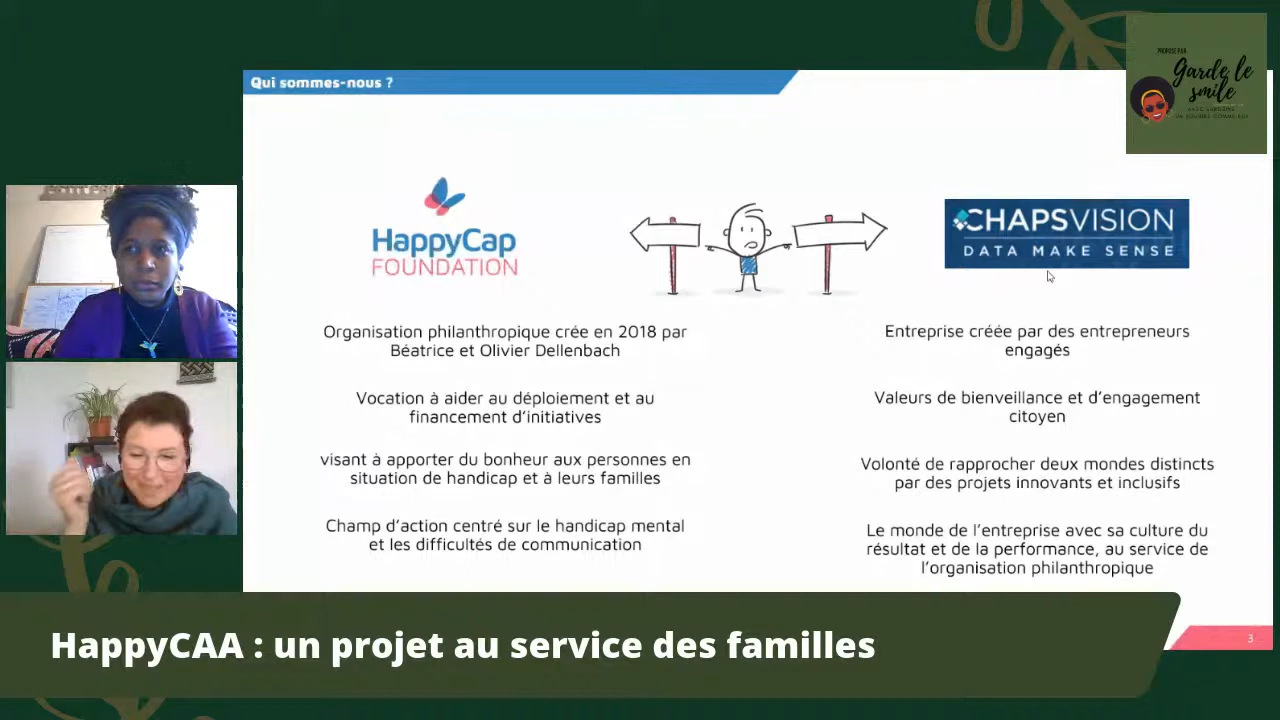 Qui sommes-nous ?
PROPOSÉ PAR
Garde le
smile
HappyCap
FOUNDATION
CHAPSVISION
DATA MAKE SENSE
Organisation philanthropique crée en 2018 par
Béatrice et Olivier Dellenbach
Vocation à aider au déploiement et au
financement d'initiatives
visant à apporter du bonheur aux personnes en
situation de handicap et à leurs familles
Champ d'action centré sur le handicap mental
et les difficultés de communication
Entreprise créée par des entrepreneurs
engagés
Valeurs de bienveillance et d'engagement
citoyen
Volonté de rapprocher deux mondes distincts
par des projets innovants et inclusifs
Le monde de l'entreprise avec sa culture du
résultat et de la performance, au service de
l'organisation philanthropique
HappyCAA : un projet au service des familles
3